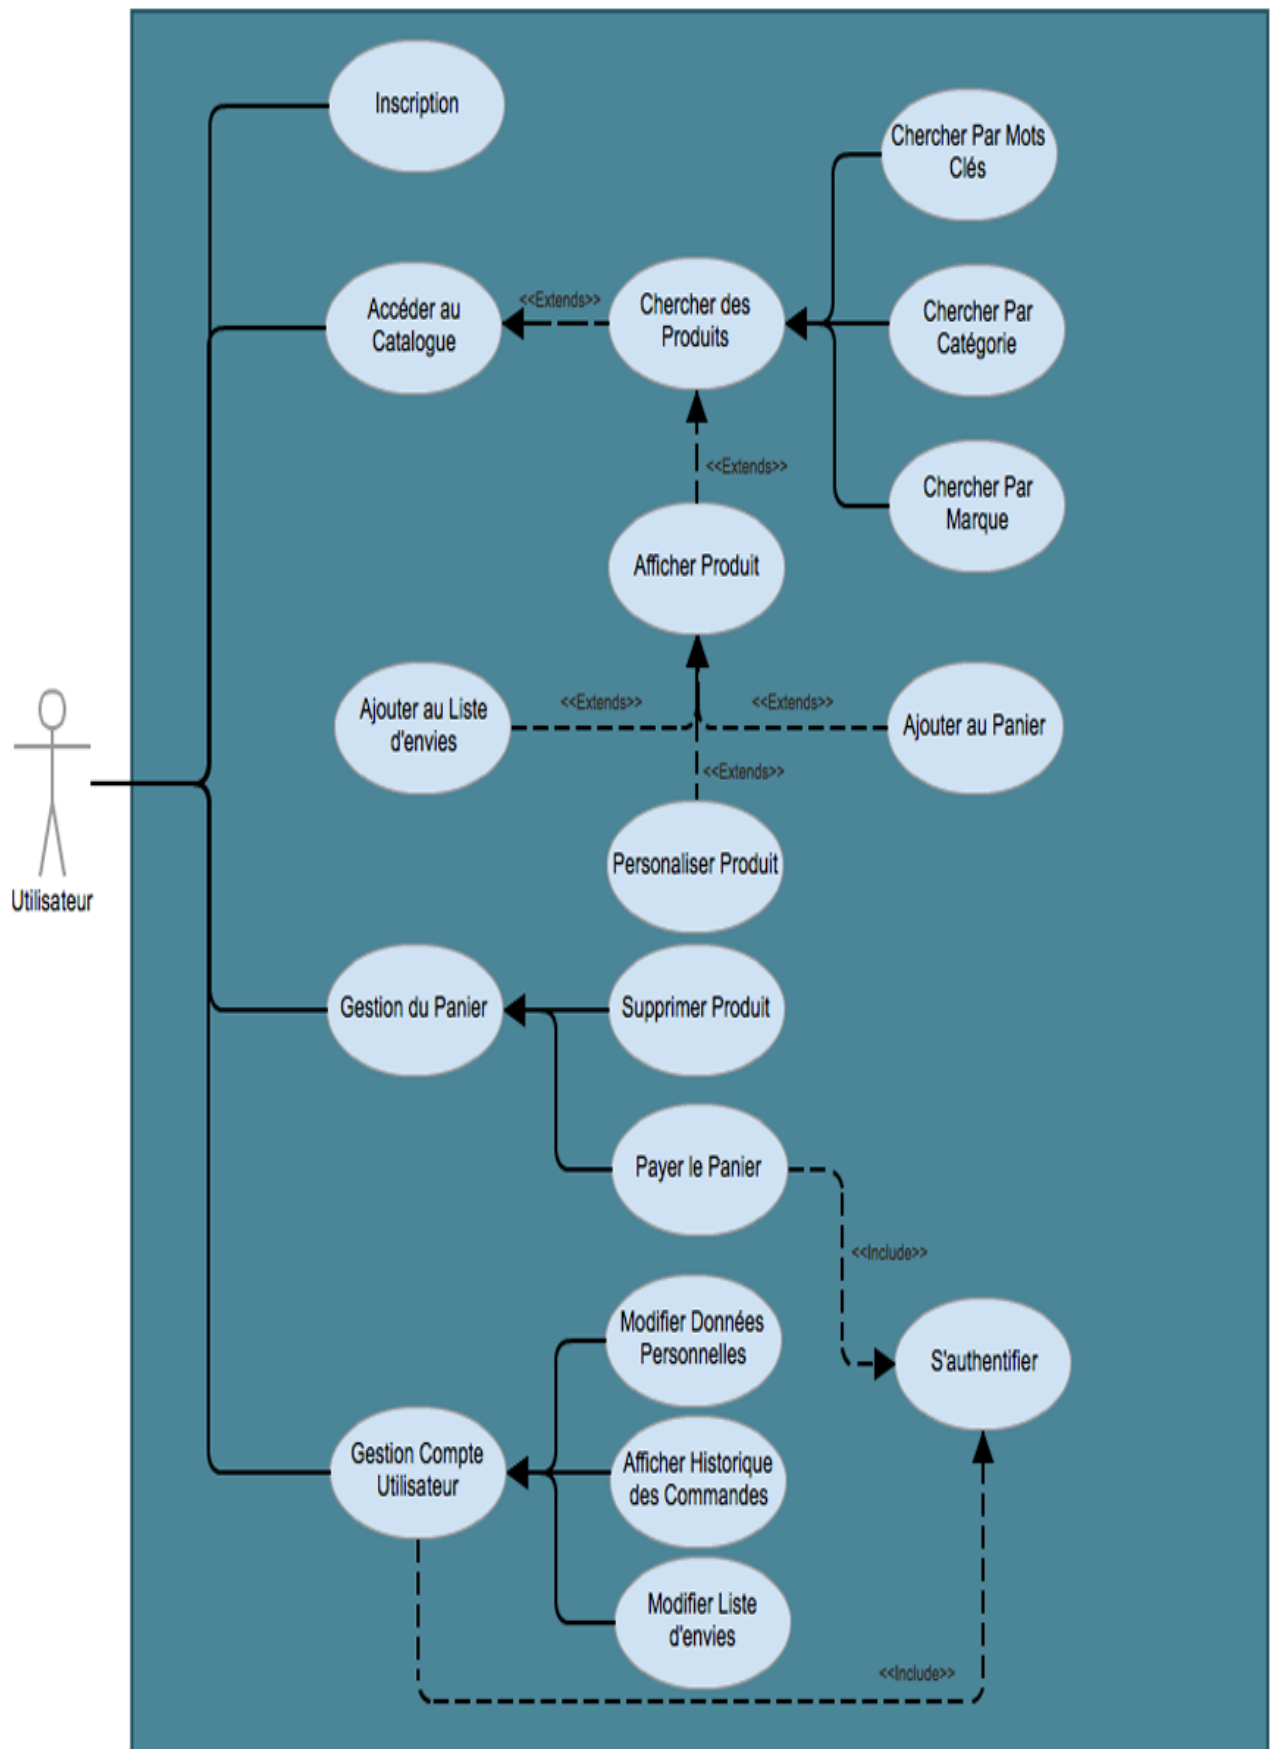 Inscription
Chercher Par Mots
Clés
Accéder au
Catalogue
<<Extends>>
Chercher des
Produits
Chercher Par
Catégorie
<<Extends>>
Chercher Par
Marque
Afficher Produit
Ajouter au Liste
d'envies
<<Extends>>
<<Extends>>
Ajouter au Panier
<<Extends>>
Personaliser Produit
Utilisateur
Gestion du Panier
Supprimer Produit
Payer le Panier
<<Include>>
Modifier Données
Personnelles
S'authentifier
Gestion Compte
Utilisateur
Afficher Historique
des Commandes
Modifier Liste
d'envies
<<Include>>